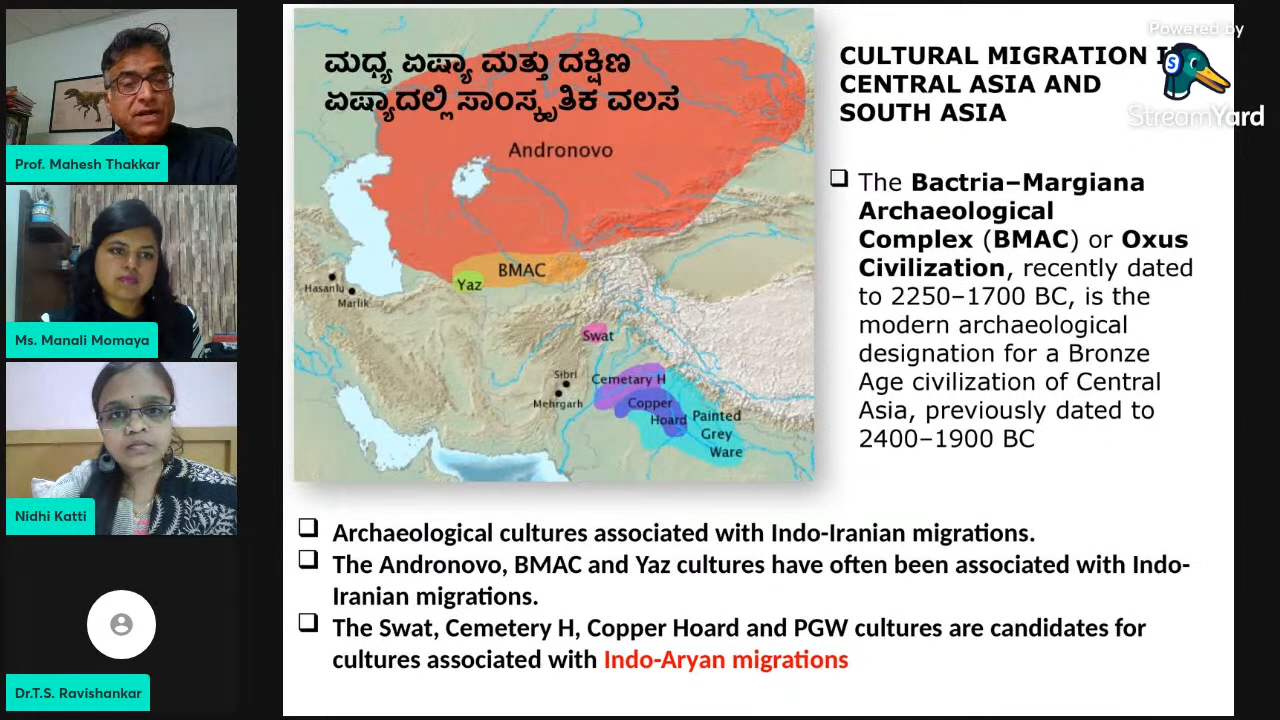 Prof. Mahesh Thakkar
Ms. Manali Momaya
Nidhi Katti
Dr.T.S. Ravishankar
ಮಧ್ಯ ಏಷ್ಯಾ ಮತ್ತು ದಕ್ಷಿಣ
ಏಷ್ಯಾದಲ್ಲಿ ಸಾಂಸ್ಕೃತಿಕ ವಲಸೆ
Andronovo
BMAC
Yaz
Hasanlu
Marlik
Swat
Sibri
Mehrgarh
Cemetary H
Copper
Hoard
Painted
Grey
Ware
Powered by
StreamYard
CULTURAL MIGRATION
CENTRAL ASIA AND
SOUTH ASIA
The Bactria–Margiana
Archaeological
Complex (BMAC) or Oxus
Civilization, recently dated
to 2250–1700 BC, is the
modern archaeological
designation for a Bronze
Age civilization of Central
Asia, previously dated to
2400–1900 BC
Archaeological cultures associated with Indo-Iranian migrations.
The Andronovo, BMAC and Yaz cultures have often been associated with Indo-
Iranian migrations.
The Swat, Cemetery H, Copper Hoard and PGW cultures are candidates for
cultures associated with Indo-Aryan migrations